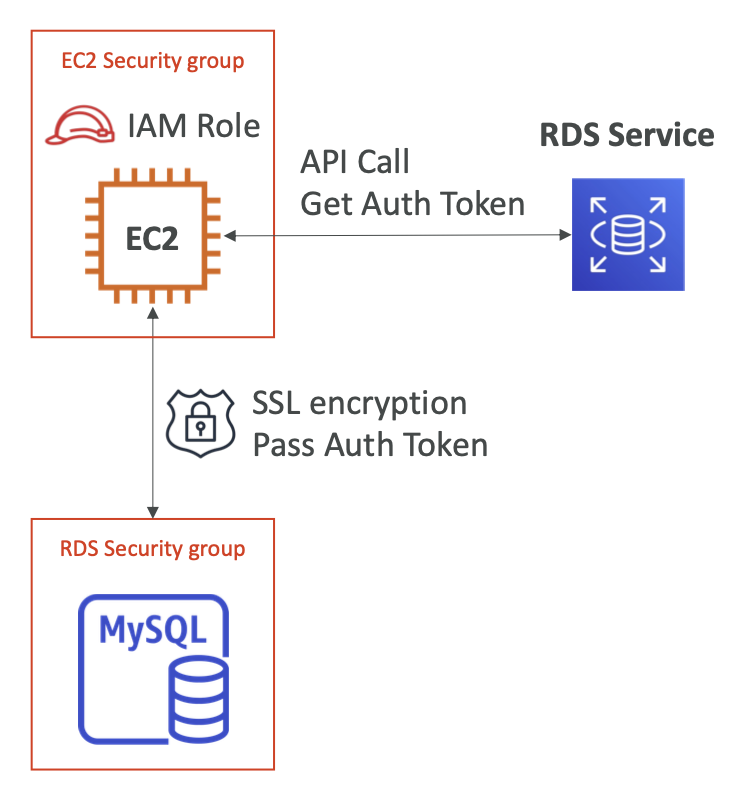 EC2 Security group
IAM Role
EC2
API Call
Get Auth Token
RDS Service
SSL encryption
Pass Auth Token
RDS Security group
MySQL